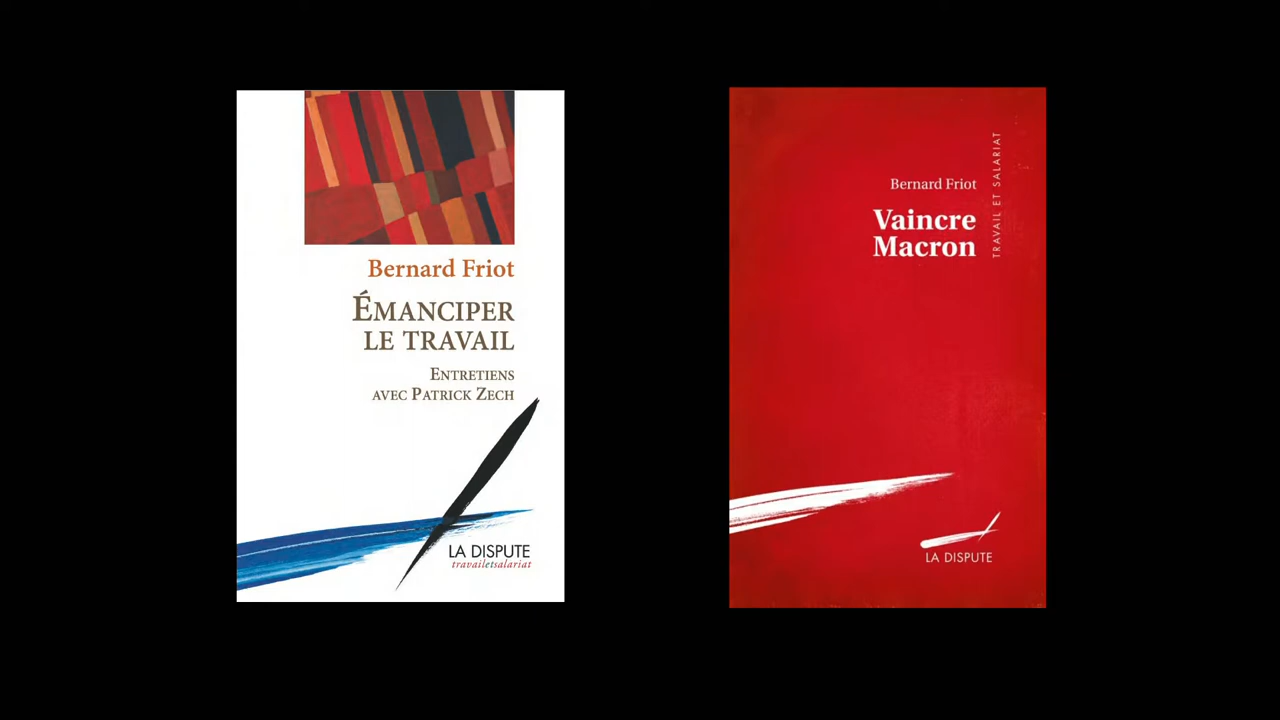 Bernard Friot
ÉMANCIPER
LE TRAVAIL
ENTRETIENS
AVEC PATRICK ZECH
LA DISPUTE
travailetsalariat
Bernard Friot
Vaincre
Macron
TRAVAIL ET SALARIAT
LA DISPUTE